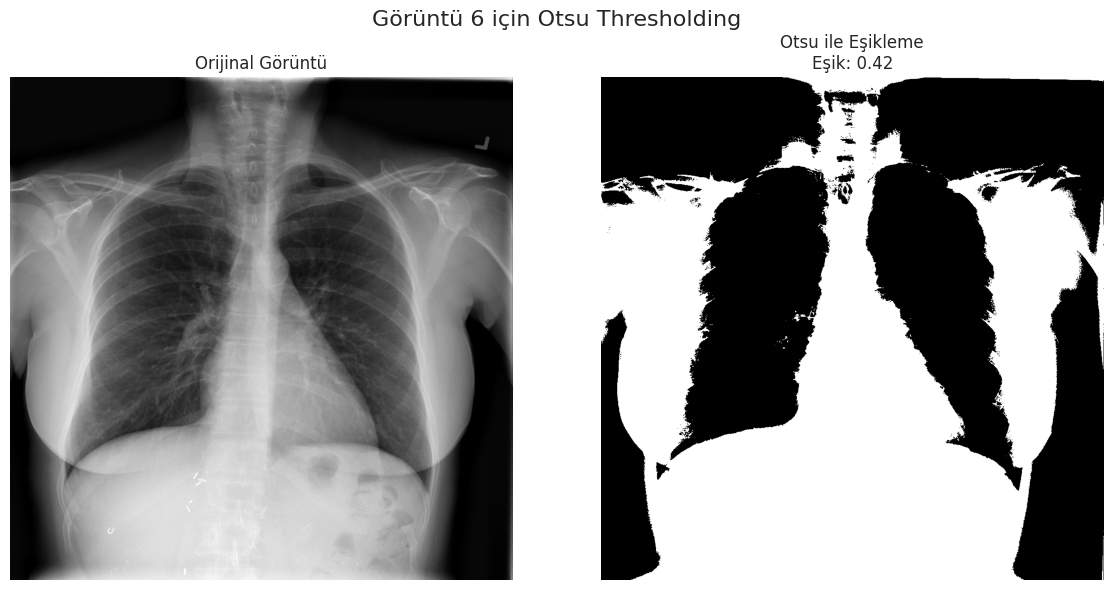 Görüntü 6 için Otsu Thresholding
Orijinal Görüntü
Otsu ile Eşikleme
Eşik: 0.42
L